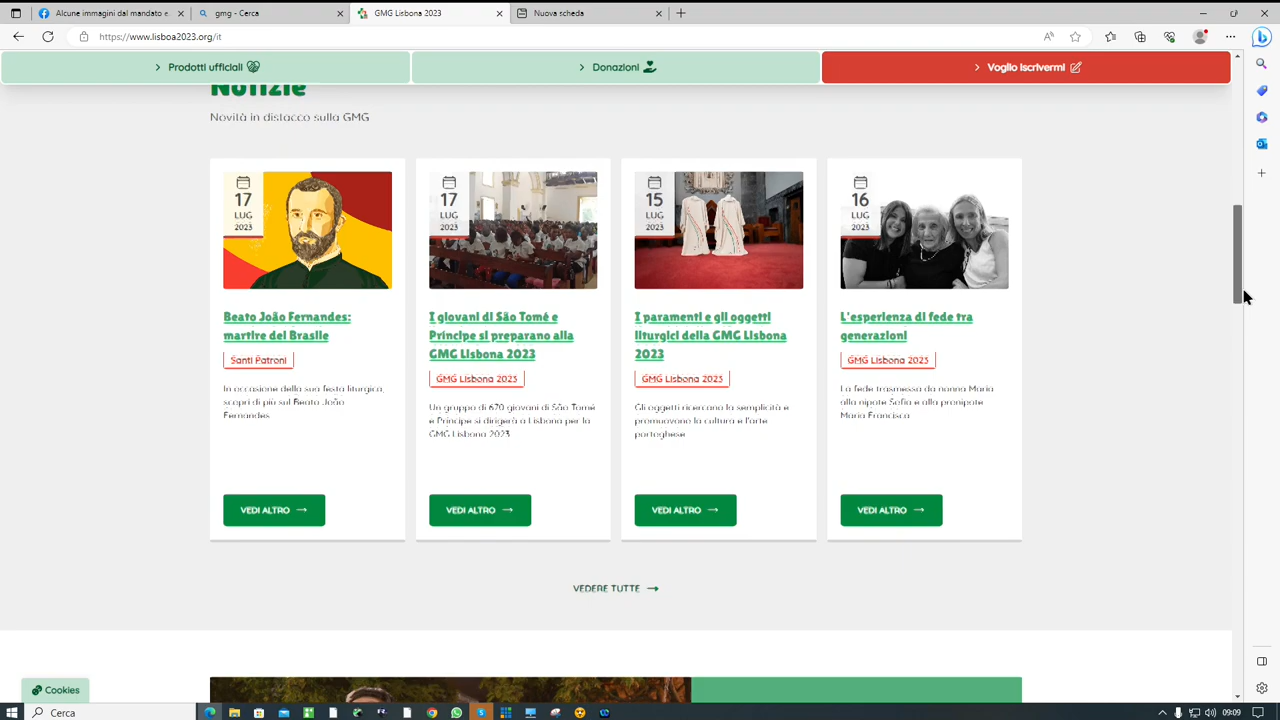 Alcune immagini dal mandato e.
gmg - Cerca
GMG Lisbona 2023
Nuova scheda
https://www.lisboa2023.org/it
Prodotti ufficiali
Donazioni
Voglio iscrivermi
Notizie
Novità in distacco sulla GMG
17
LUG
2023
Beato João Fernandes:
martire del Brasile
Santi Patroni
In occasione della sua festa liturgica,
scopri di più sul Beato João
Fernandes
VEDI ALTRO
17
LUG
2023
I giovani di São Tomé e
Príncipe si preparano alla
GMG Lisbona 2023
GMG Lisbona 2023
Un gruppo di 670 giovani di São Tomé
e Príncipe si dirigerà a Lisbona per la
GMG Lisbona 2023
VEDI ALTRO
15
LUG
2023
I paramenti e gli oggetti
liturgici della GMG Lisbona
2023
GMG Lisbona 2023
Gli oggetti ricercano la semplicità e
promuovono la cultura e l'arte
portoghese
VEDI ALTRO
16
LUG
2023
L'esperienza di fede tra
generazioni
GMG Lisbona 2023
La fede trasmessa da nonna Maria
alla nipote Sofia e alla pronipote
Maria Francisca
VEDI ALTRO
VEDERE TUTTE
Cookies
Cerca
09:09